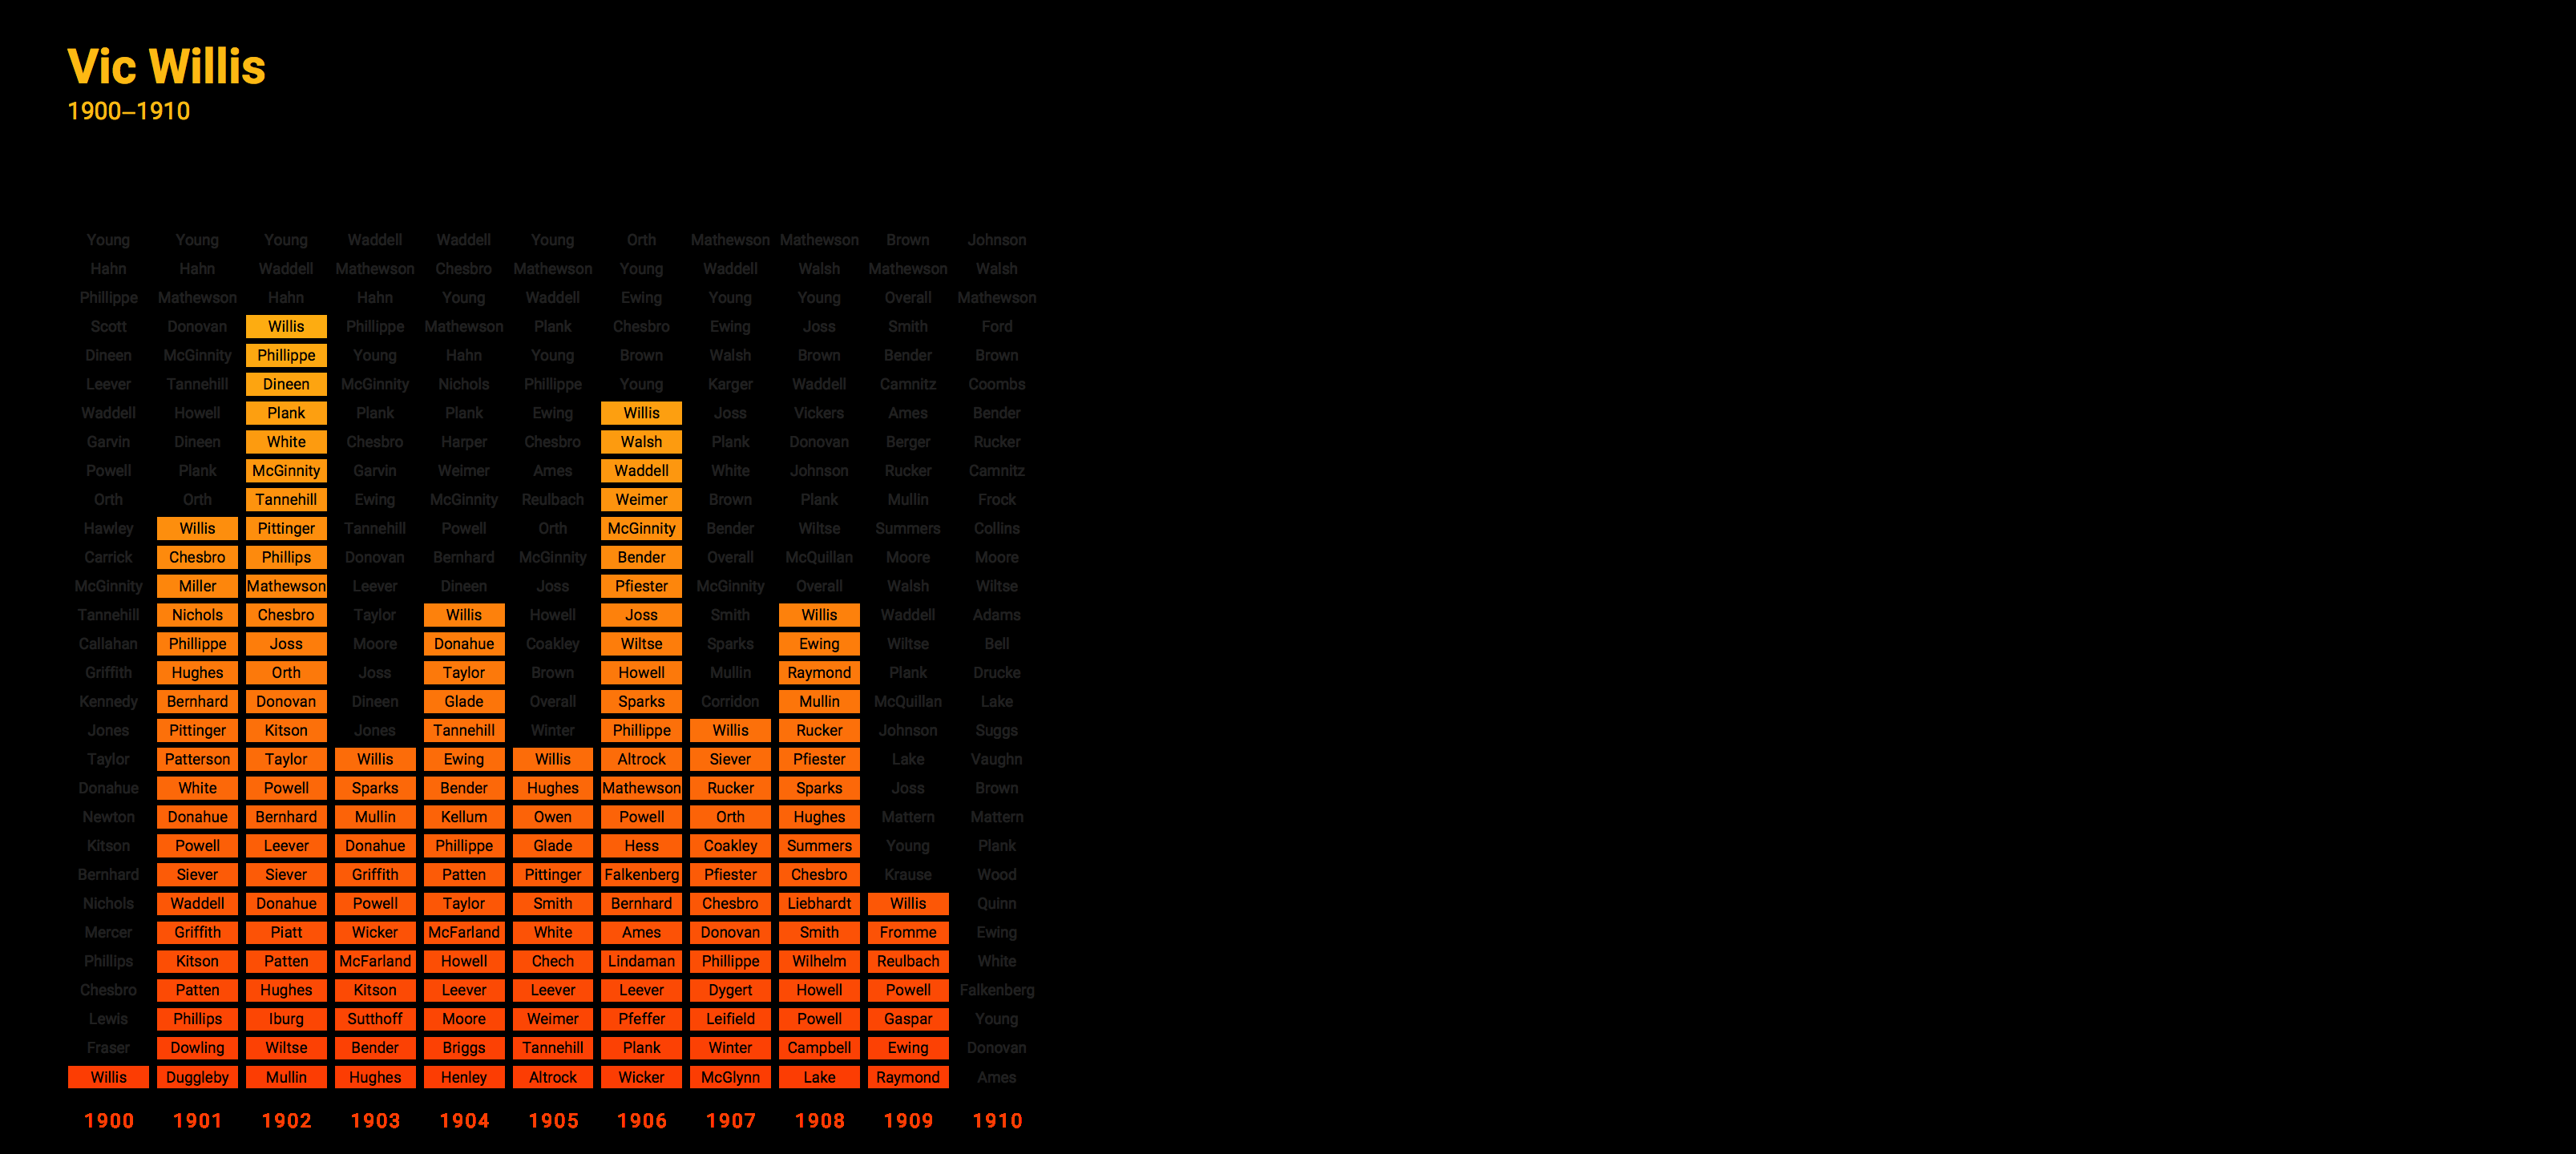 Vic Willis
1900–1910
Young Young Young Waddell Waddell Young Orth Mathewson Mathewson Brown Johnson
Hahn Hahn Waddell Mathewson Chesbro Mathewson Young Waddell Walsh Mathewson Walsh
Phillippe Mathewson Hahn Hahn Young Waddell Ewing Young Young Overall Mathewson
Scott Donovan Willis Phillippe Mathewson Plank Chesbro Ewing Joss Smith Ford
Dineen McGinnity Phillippe Young Hahn Young Brown Walsh Brown Bender Brown
Leever Tannehill Dineen McGinnity Nichols Phillippe Young Karger Waddell Camnitz Coombs
Waddell Howell Plank Plank Plank Ewing Willis Joss Vickers Ames Bender
Garvin Dineen White Chesbro Harper Chesbro Walsh Plank Donovan Berger Rucker
Powell Plank McGinnity Garvin Weimer Ames Waddell White Johnson Rucker Camnitz
Orth Orth Tannehill Ewing McGinnity Reulbach Weimer Brown Plank Mullin Frock
Hawley Willis Pittinger Tannehill Powell Orth McGinnity Bender Wiltse Summers Collins
Carrick Chesbro Phillips Donovan Bernhard McGinnity Bender Overall McQuillan Moore Moore
McGinnity Miller Mathewson Leever Dineen Joss Pfiester McGinnity Overall Walsh Wiltse
Tannehill Nichols Chesbro Taylor Willis Howell Joss Smith Willis Waddell Adams
Callahan Phillippe Joss Moore Donahue Coakley Wiltse Sparks Ewing Wiltse Bell
Griffith Hughes Orth Joss Taylor Brown Howell Mullin Raymond Plank Drucke
Kennedy Bernhard Donovan Dineen Glade Overall Sparks Corridon Mullin McQuillan Lake
Jones Pittinger Kitson Jones Tannehill Winter Phillippe Willis Rucker Johnson Suggs
Taylor Patterson Taylor Willis Ewing Willis Altrock Siever Pfiester Lake Vaughn
Donahue White Powell Sparks Bender Hughes Mathewson Rucker Sparks Joss Brown
Newton Donahue Bernhard Mullin Kellum Owen Powell Orth Hughes Mattern Mattern
Kitson Powell Leever Donahue Phillippe Glade Hess Coakley Summers Young Plank
Bernhard Siever Siever Griffith Patten Pittinger Falkenberg Pfiester Chesbro Krause Wood
Nichols Waddell Donahue Powell Taylor Smith Bernhard Chesbro Liebhardt Willis Quinn
Mercer Griffith Piatt Wicker McFarland White Ames Donovan Smith Fromme Ewing
Phillips Kitson Patten McFarland Howell Chech Lindaman Phillippe Wilhelm Reulbach White
Chesbro Patten Hughes Kitson Leever Leever Leever Dygert Howell Powell Falkenberg
Lewis Phillips Iburg Sutthoff Moore Weimer Pfeffer Leifield Powell Gaspar Young
Fraser Dowling Wiltse Bender Briggs Tannehill Plank Winter Campbell Ewing Donovan
Willis Duggleby Mullin Hughes Henley Altrock Wicker McGlynn Lake Raymond Ames
1900 1901 1902 1903 1904 1905 1906 1907 1908 1909 1910